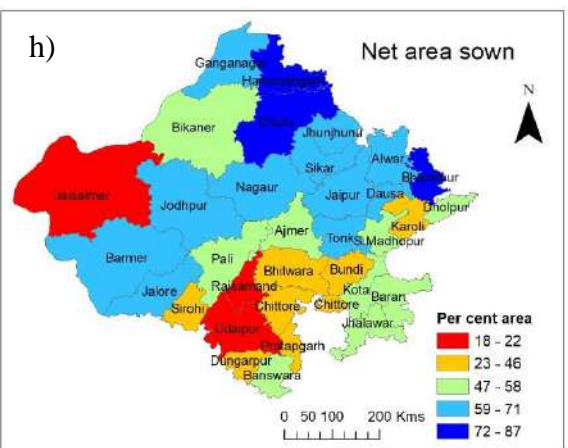 h)
Net area sown
N
Ganganagar
Hanumangarh
Churu
Bikaner
Jhunjhunu
Sikar
Alwar
Bharatpur
Jaisalmer
Nagaur
Jaipur
Dausa
Dholpur
Jodhpur
Karoli
Ajmer
Tonk
S.Madhopur
Barmer
Pali
Bhilwara
Bundi
Jalore
Rajsamand
Kota
Baran
Sirohi
Chittore
Chittore
Udaipur
Jhalawar
Pratapgarh
Dungarpur
Banswara
Per cent area
18 - 22
23 - 46
47 - 58
59 - 71
72 - 87
0 50 100 200 Kms